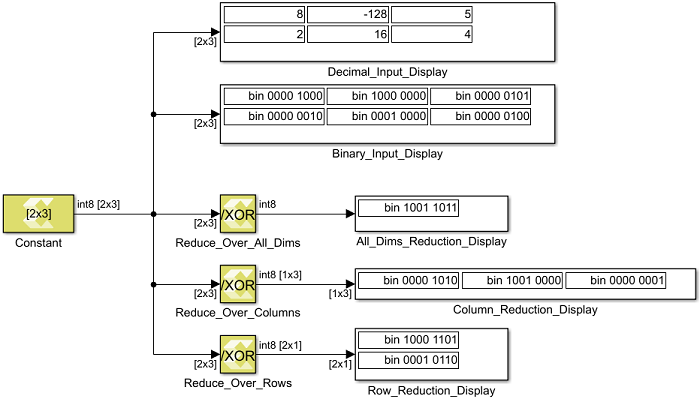 8 -128 5
[2x3] 2 16 4
Decimal_Input_Display
bin 0000 1000 bin 1000 0000 bin 0000 0101
[2x3] bin 0000 0010 bin 0001 0000 bin 0000 0100
Binary_Input_Display
[2x3] int8 [2x3]
Constant
/XOR int8 bin 1001 1011
[2x3]
Reduce_Over_All_Dims All_Dims_Reduction_Display
/XOR int8 [1x3] bin 0000 1010 bin 1001 0000 bin 0000 0001
[2x3] [1x3]
Reduce_Over_Columns Column_Reduction_Display
/XOR int8 [2x1] bin 1000 1101
[2x3] [2x1] bin 0001 0110
Reduce_Over_Rows Row_Reduction_Display